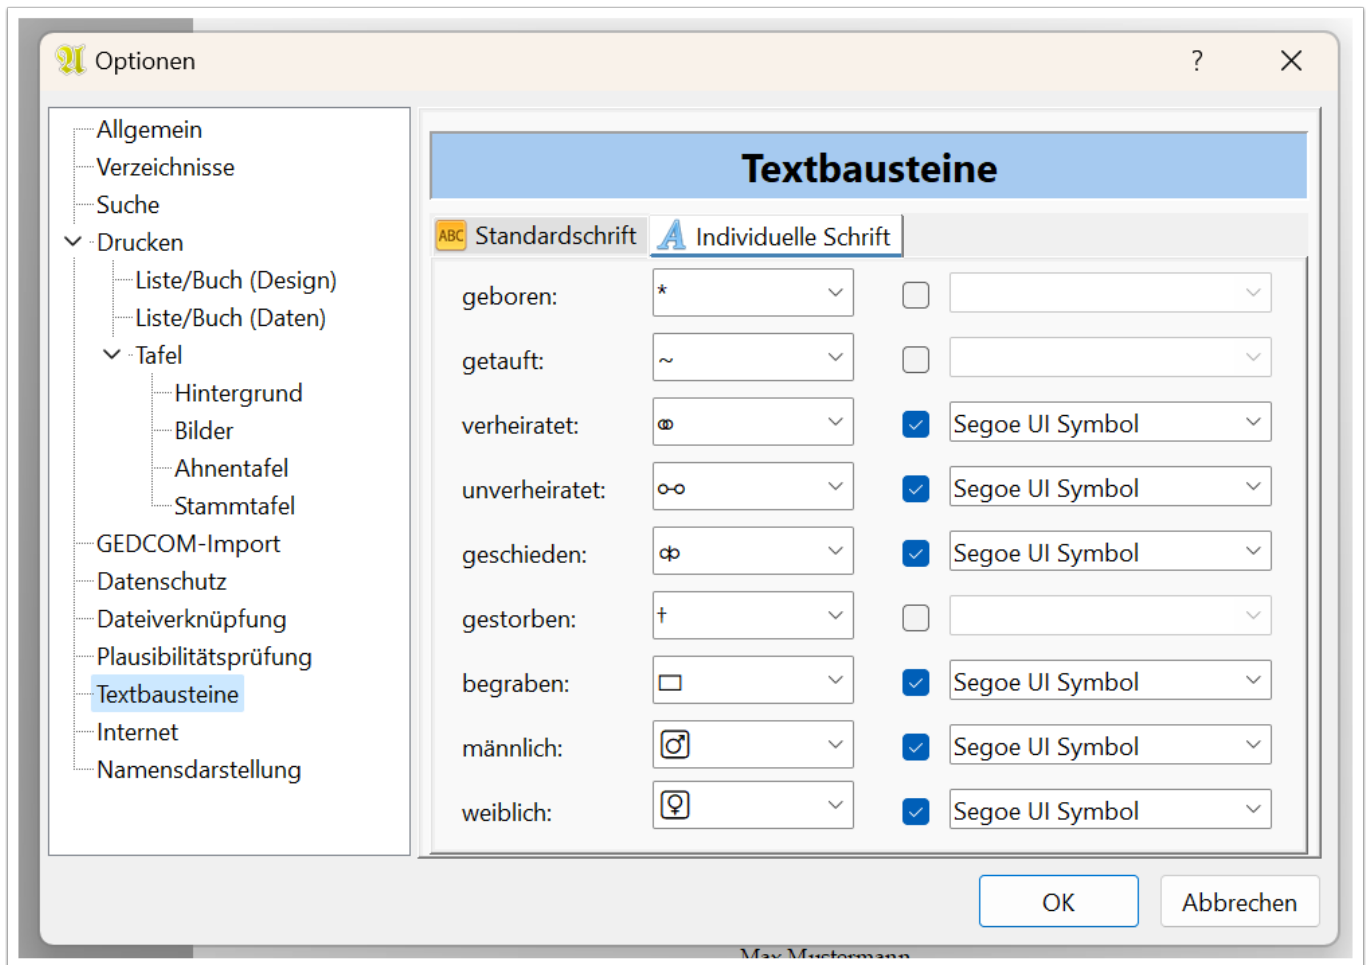 Optionen ?
Allgemein
Verzeichnisse
Suche
Drucken
Liste/Buch (Design)
Liste/Buch (Daten)
Tafel
Hintergrund
Bilder
Ahnentafel
Stammtafel
GEDCOM-Import
Datenschutz
Dateiverknüpfung
Plausibilitätsprüfung
Textbausteine
Internet
Namensdarstellung
Textbausteine
ABC Standardschrift A Individuelle Schrift
geboren: *
getauft: ~
verheiratet: ⚭ Segoe UI Symbol
unverheiratet: ⚯ Segoe UI Symbol
geschieden: ⚮ Segoe UI Symbol
gestorben: †
begraben: ▭ Segoe UI Symbol
männlich: ♂ Segoe UI Symbol
weiblich: ♀ Segoe UI Symbol
OK Abbrechen
Max Mustermann